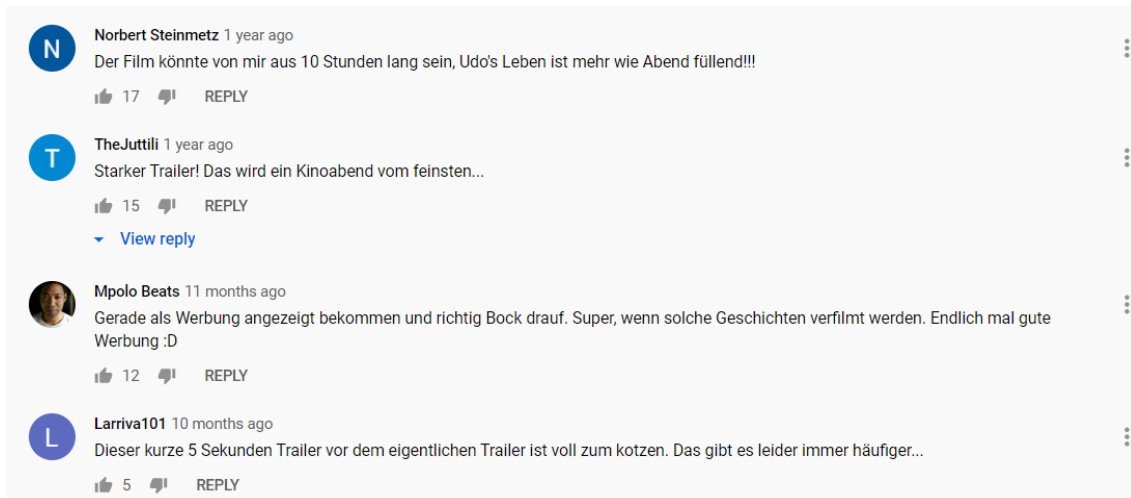 N
Norbert Steinmetz 1 year ago
Der Film könnte von mir aus 10 Stunden lang sein, Udo's Leben ist mehr wie Abend füllend!!!
17 REPLY
T
TheJuttili 1 year ago
Starker Trailer! Das wird ein Kinoabend vom feinsten...
15 REPLY
View reply
Mpolo Beats 11 months ago
Gerade als Werbung angezeigt bekommen und richtig Bock drauf. Super, wenn solche Geschichten verfilmt werden. Endlich mal gute
Werbung :D
12 REPLY
L
Larriva101 10 months ago
Dieser kurze 5 Sekunden Trailer vor dem eigentlichen Trailer ist voll zum kotzen. Das gibt es leider immer häufiger...
5 REPLY